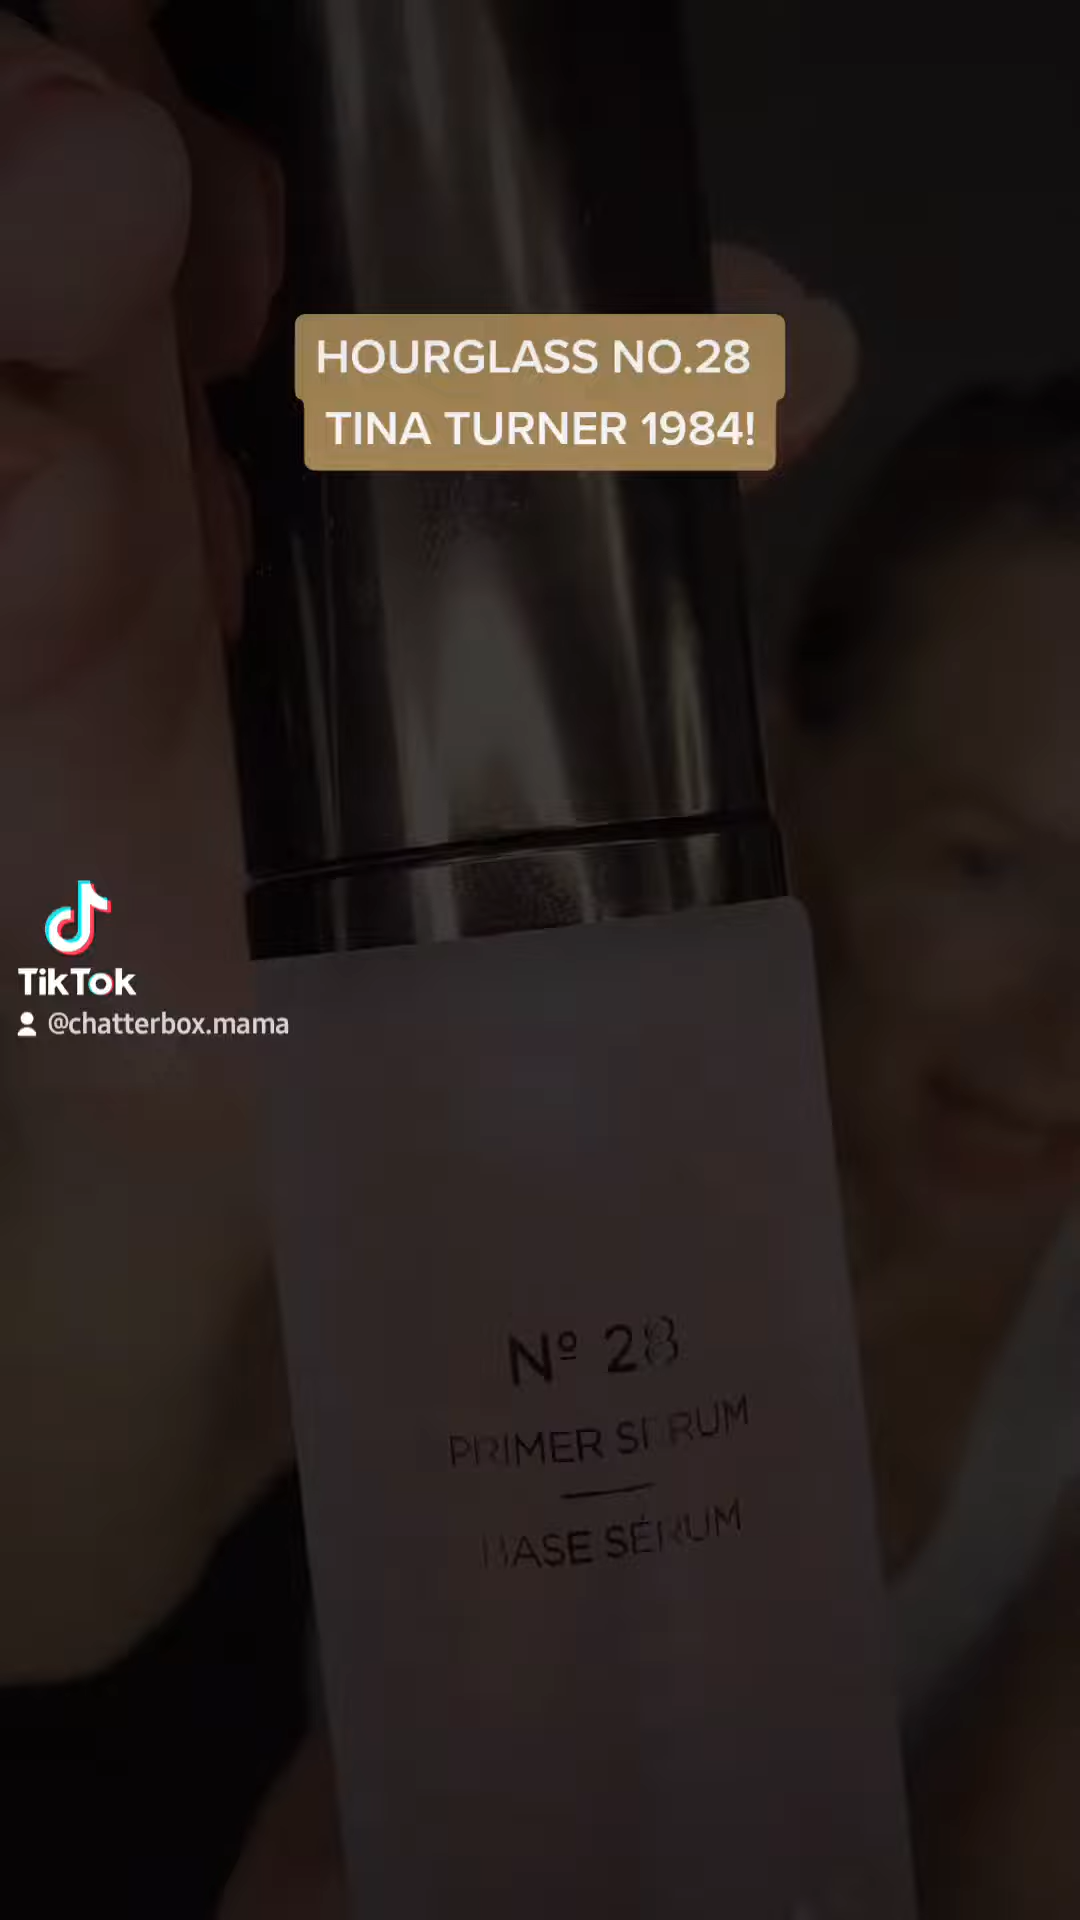 HOURGLASS NO.28
TINA TURNER 1984!
TikTok
@chatterbox.mama
Nº 28
PRIMER SERUM
BASE SÉRUM